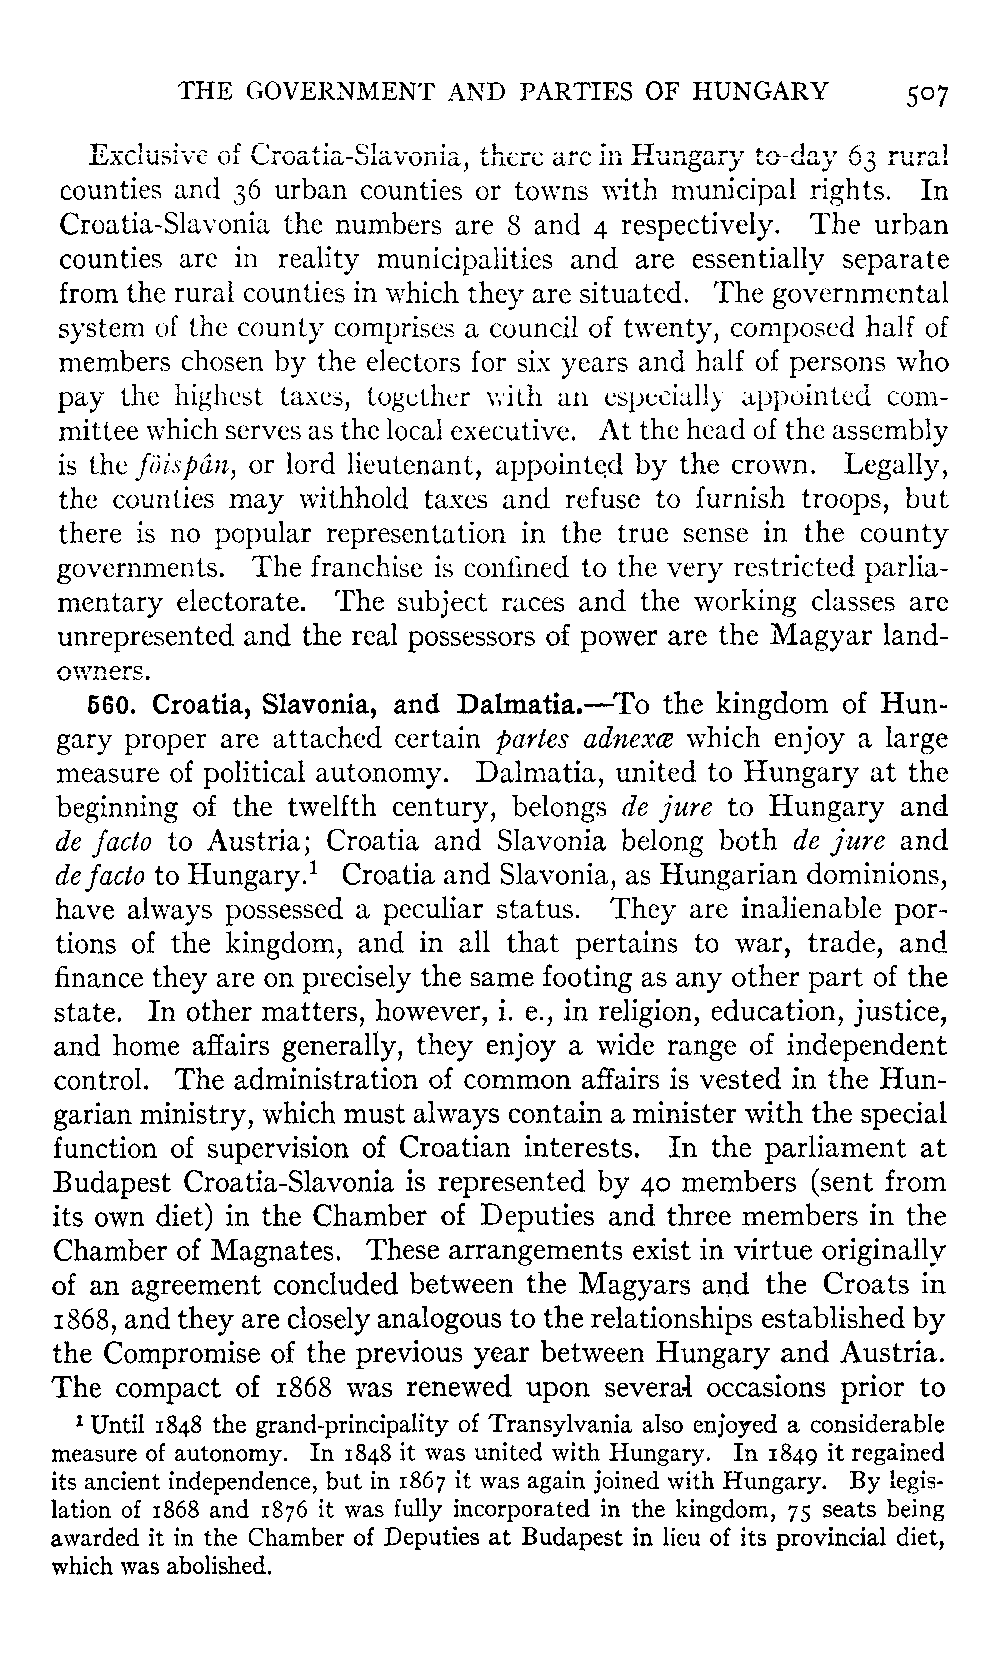 THE GOVERNMENT AND PARTIES OF HUNGARY 507
Exclusive of Croatia-Slavonia, there are in Hungary to-day 63 rural
counties and 36 urban counties or towns with municipal rights. In
Croatia-Slavonia the numbers are 8 and 4 respectively. The urban
counties are in reality municipalities and are essentially separate
from the rural counties in which they are situated. The governmental
system of the county comprises a council of twenty, composed half of
members chosen by the electors for six years and half of persons who
pay the highest taxes, together with an especially appointed com-
mittee which serves as the local executive. At the head of the assembly
is the föispán, or lord lieutenant, appointed by the crown. Legally,
the counties may withhold taxes and refuse to furnish troops, but
there is no popular representation in the true sense in the county
governments. The franchise is confined to the very restricted parlia-
mentary electorate. The subject races and the working classes are
unrepresented and the real possessors of power are the Magyar land-
owners.
560. Croatia, Slavonia, and Dalmatia.—To the kingdom of Hun-
gary proper are attached certain partes adnexæ which enjoy a large
measure of political autonomy. Dalmatia, united to Hungary at the
beginning of the twelfth century, belongs de jure to Hungary and
de facto to Austria; Croatia and Slavonia belong both de jure and
de facto to Hungary.¹ Croatia and Slavonia, as Hungarian dominions,
have always possessed a peculiar status. They are inalienable por-
tions of the kingdom, and in all that pertains to war, trade, and
finance they are on precisely the same footing as any other part of the
state. In other matters, however, i. e., in religion, education, justice,
and home affairs generally, they enjoy a wide range of independent
control. The administration of common affairs is vested in the Hun-
garian ministry, which must always contain a minister with the special
function of supervision of Croatian interests. In the parliament at
Budapest Croatia-Slavonia is represented by 40 members (sent from
its own diet) in the Chamber of Deputies and three members in the
Chamber of Magnates. These arrangements exist in virtue originally
of an agreement concluded between the Magyars and the Croats in
1868, and they are closely analogous to the relationships established by
the Compromise of the previous year between Hungary and Austria.
The compact of 1868 was renewed upon several occasions prior to
¹ Until 1848 the grand-principality of Transylvania also enjoyed a considerable
measure of autonomy. In 1848 it was united with Hungary. In 1849 it regained
its ancient independence, but in 1867 it was again joined with Hungary. By legis-
lation of 1868 and 1876 it was fully incorporated in the kingdom, 75 seats being
awarded it in the Chamber of Deputies at Budapest in lieu of its provincial diet,
which was abolished.